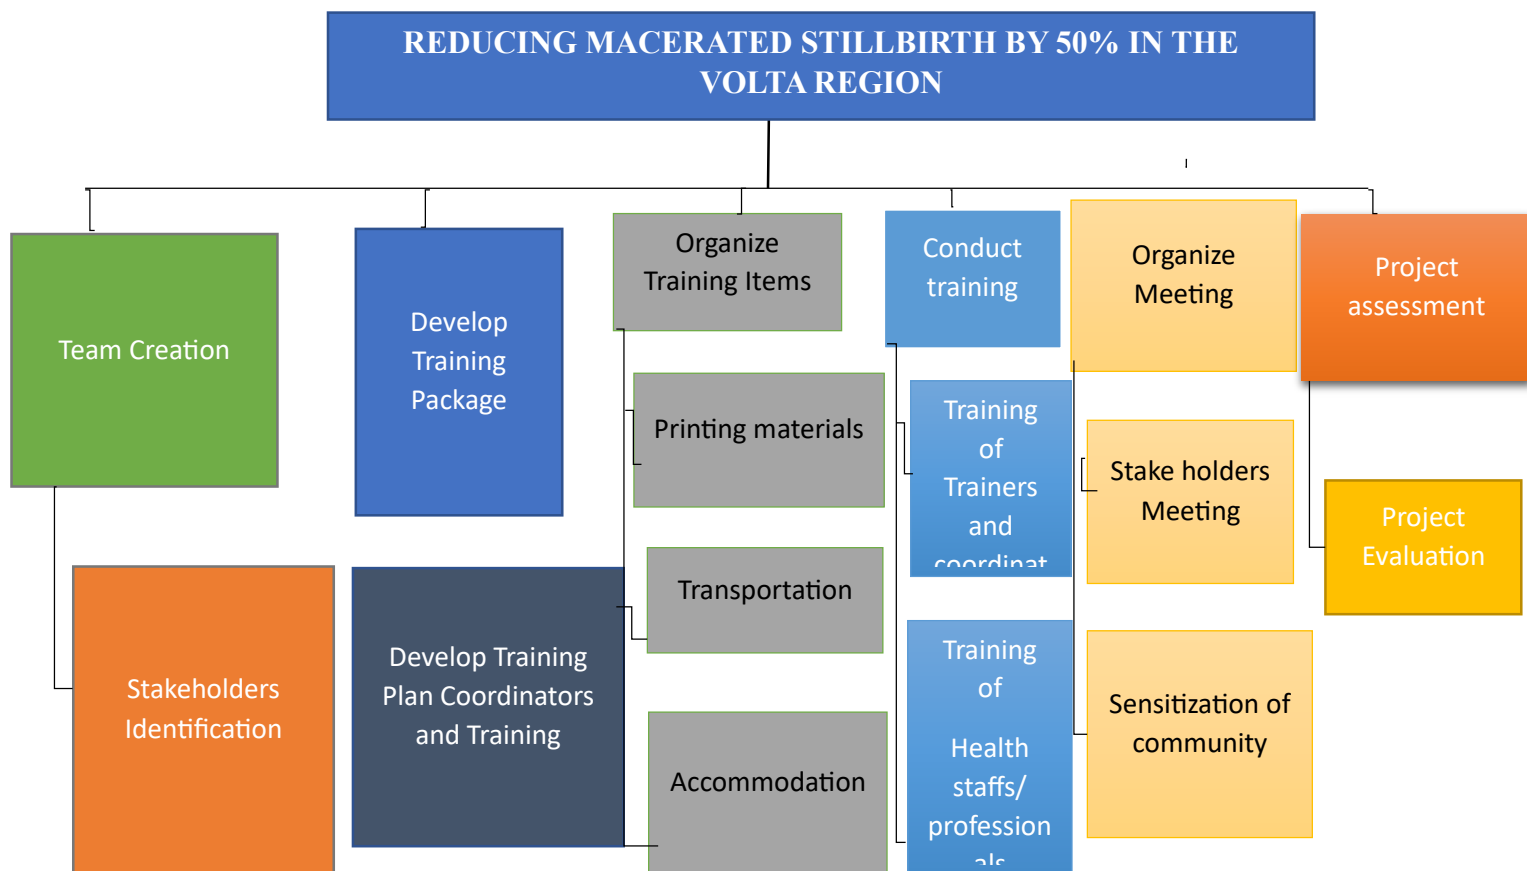 REDUCING MACERATED STILLBIRTH BY 50% IN THE
VOLTA REGION
Team Creation
Stakeholders
Identification
Develop
Training
Package
Develop Training
Plan Coordinators
and Training
Organize
Training Items
Printing materials
Transportation
Accommodation
Conduct
training
Training
of
Trainers
and
coordinat
Training
of
Health
staffs/
profession
als
Organize
Meeting
Stake holders
Meeting
Sensitization of
community
Project
assessment
Project
Evaluation